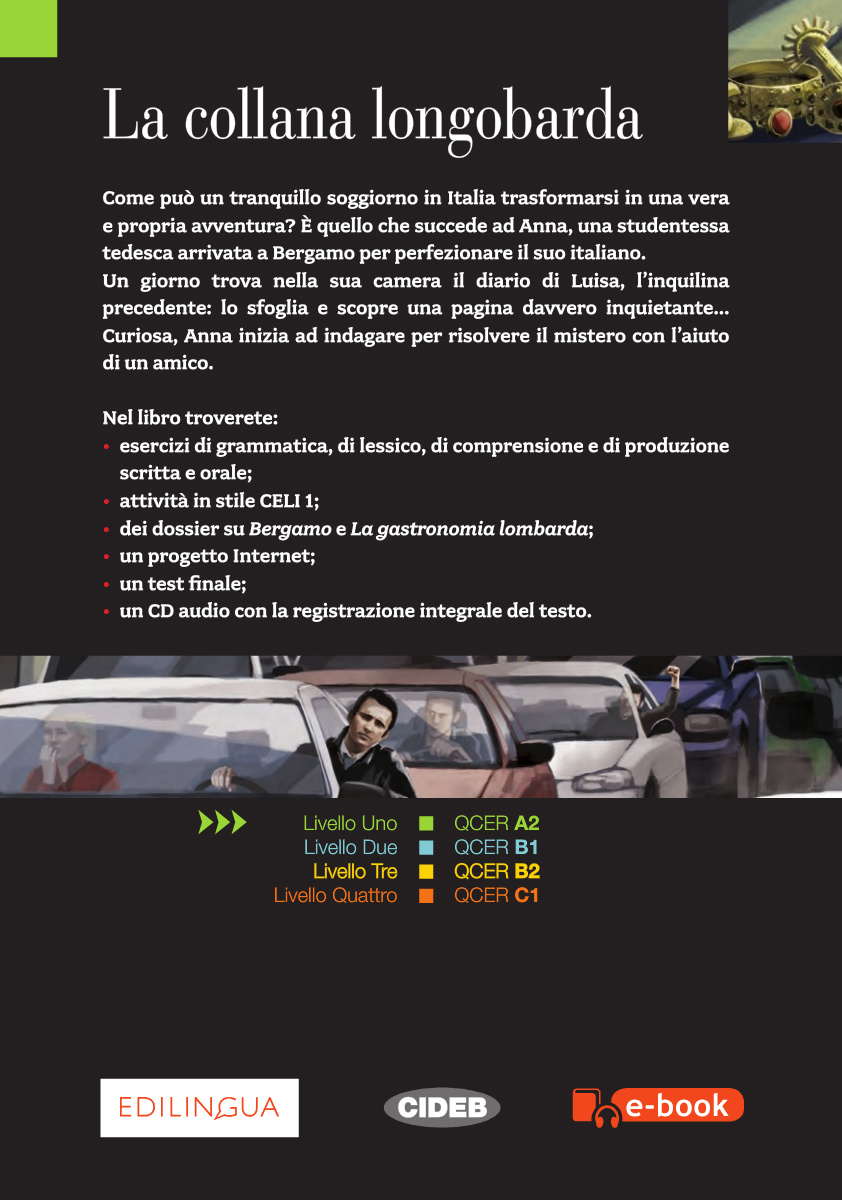 La collana longobarda
Come può un tranquillo soggiorno in Italia trasformarsi in una vera
e propria avventura? È quello che succede ad Anna, una studentessa
tedesca arrivata a Bergamo per perfezionare il suo italiano.
Un giorno trova nella sua camera il diario di Luisa, l'inquilina
precedente: lo sfoglia e scopre una pagina davvero inquietante...
Curiosa, Anna inizia ad indagare per risolvere il mistero con l'aiuto
di un amico.
Nel libro troverete:
• esercizi di grammatica, di lessico, di comprensione e di produzione
scritta e orale;
• attività in stile CELI 1;
• dei dossier su Bergamo e La gastronomia lombarda;
• un progetto Internet;
• un test finale;
• un CD audio con la registrazione integrale del testo.
Livello Uno ■ QCER A2
Livello Due ■ QCER B1
Livello Tre ■ QCER B2
Livello Quattro ■ QCER C1
EDILINGUA CIDEB e-book